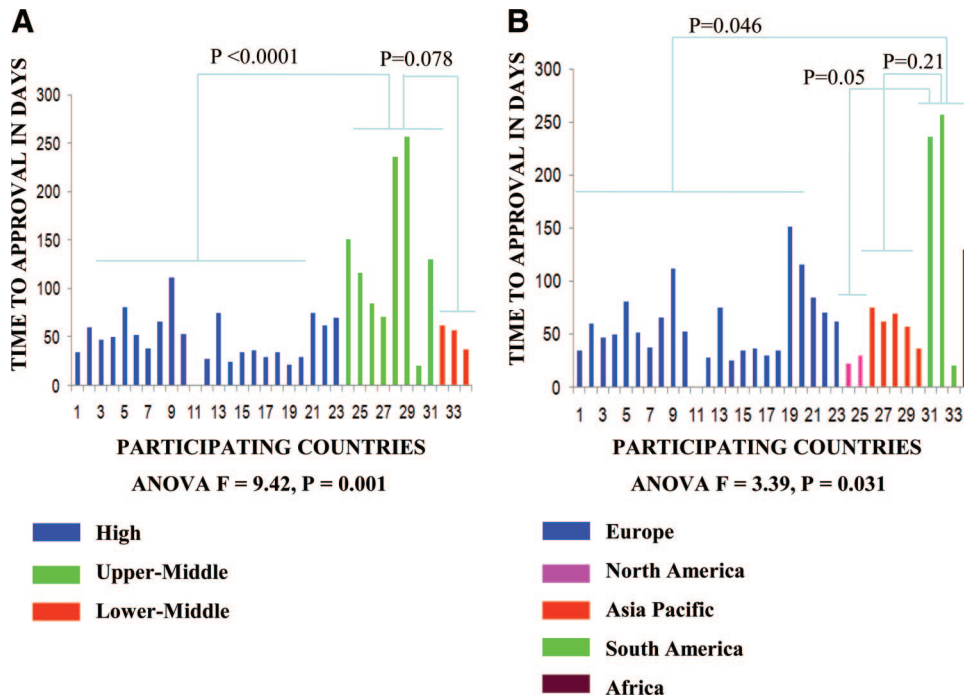 A
P <0.0001
P=0.078
TIME TO APPROVAL IN DAYS
300
250
200
150
100
50
0
1 3 5 7 9 11 13 15 17 19 21 23 25 27 29 31 33
PARTICIPATING COUNTRIES
ANOVA F = 9.42, P = 0.001
High
Upper-Middle
Lower-Middle
B
P=0.046
P=0.21
P=0.05
TIME TO APPROVAL IN DAYS
300
250
200
150
100
50
0
1 3 5 7 9 11 13 15 17 19 21 23 25 27 29 31 33
PARTICIPATING COUNTRIES
ANOVA F = 3.39, P = 0.031
Europe
North America
Asia Pacific
South America
Africa